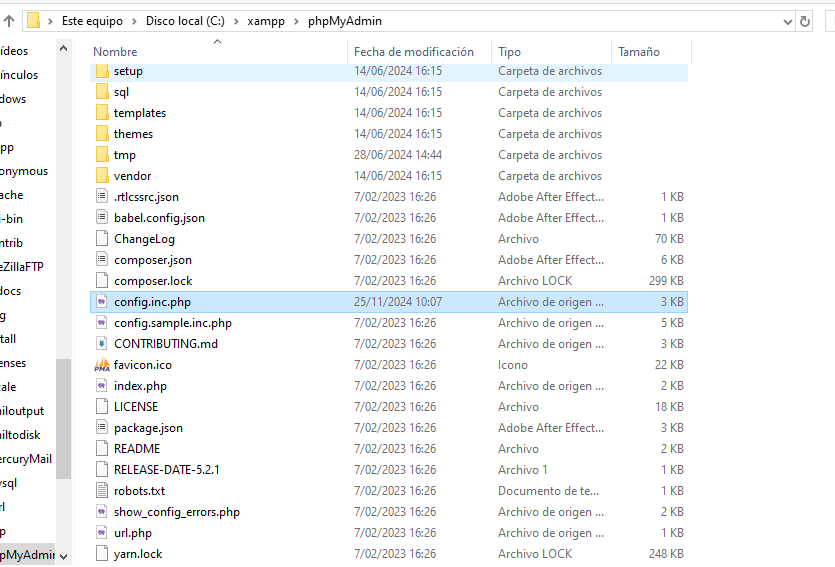 Este equipo > Disco local (C:) > xampp > phpMyAdmin
Nombre Fecha de modificación Tipo Tamaño
setup 14/06/2024 16:15 Carpeta de archivos
sql 14/06/2024 16:15 Carpeta de archivos
templates 14/06/2024 16:15 Carpeta de archivos
themes 14/06/2024 16:15 Carpeta de archivos
tmp 28/06/2024 14:44 Carpeta de archivos
vendor 14/06/2024 16:15 Carpeta de archivos
.rtlcssrc.json 7/02/2023 16:26 Adobe After Effect... 1 KB
babel.config.json 7/02/2023 16:26 Adobe After Effect... 1 KB
ChangeLog 7/02/2023 16:26 Archivo 70 KB
composer.json 7/02/2023 16:26 Adobe After Effect... 6 KB
composer.lock 7/02/2023 16:26 Archivo LOCK 299 KB
config.inc.php 25/11/2024 10:07 Archivo de origen ... 3 KB
config.sample.inc.php 7/02/2023 16:26 Archivo de origen ... 5 KB
CONTRIBUTING.md 7/02/2023 16:26 Archivo de origen ... 3 KB
favicon.ico 7/02/2023 16:26 Icono 22 KB
index.php 7/02/2023 16:26 Archivo de origen ... 2 KB
LICENSE 7/02/2023 16:26 Archivo 18 KB
package.json 7/02/2023 16:26 Adobe After Effect... 3 KB
README 7/02/2023 16:26 Archivo 2 KB
RELEASE-DATE-5.2.1 7/02/2023 16:26 Archivo 1 1 KB
robots.txt 7/02/2023 16:26 Documento de te... 1 KB
show_config_errors.php 7/02/2023 16:26 Archivo de origen ... 2 KB
url.php 7/02/2023 16:26 Archivo de origen ... 1 KB
yarn.lock 7/02/2023 16:26 Archivo LOCK 248 KB
ídeos
ínculos
dows
pp
onymous
ache
i-bin
ntrib
eZillaFTP
docs
g
tall
enses
ale
ailoutput
ailtodisk
ercuryMail
ysql
rl
p
pMyAdmin